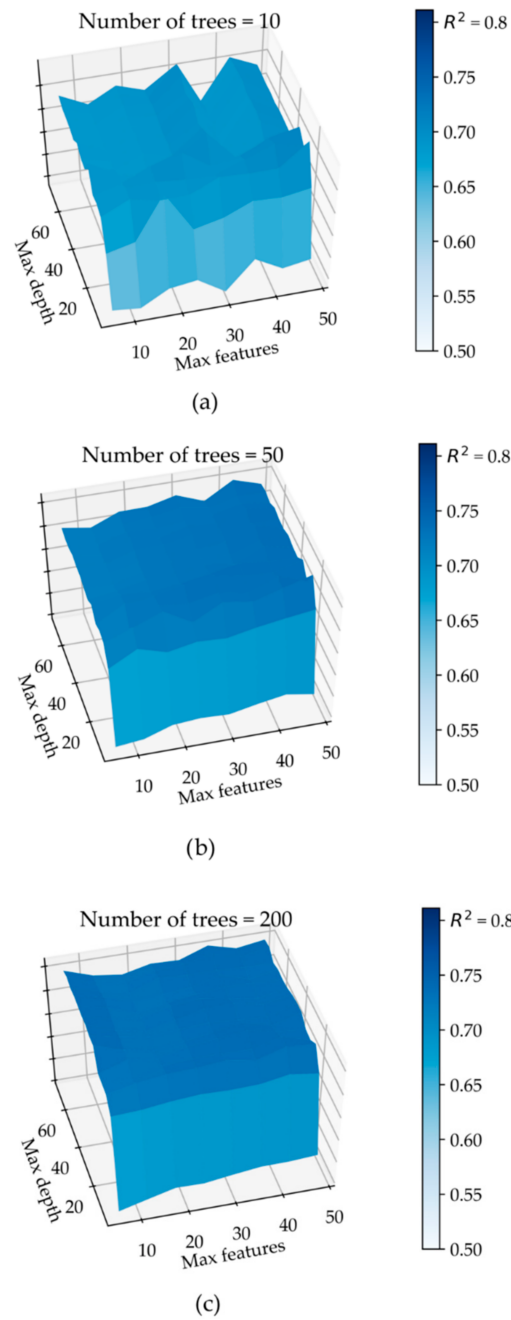 Number of trees = 10
R² = 0.8
0.75
0.70
0.65
0.60
0.55
0.50
60
40
20
Max depth
10
20
30
40
50
Max features
(a)
Number of trees = 50
R² = 0.8
0.75
0.70
0.65
0.60
0.55
0.50
60
40
20
Max depth
10
20
30
40
50
Max features
(b)
Number of trees = 200
R² = 0.8
0.75
0.70
0.65
0.60
0.55
0.50
60
40
20
Max depth
10
20
30
40
50
Max features
(c)